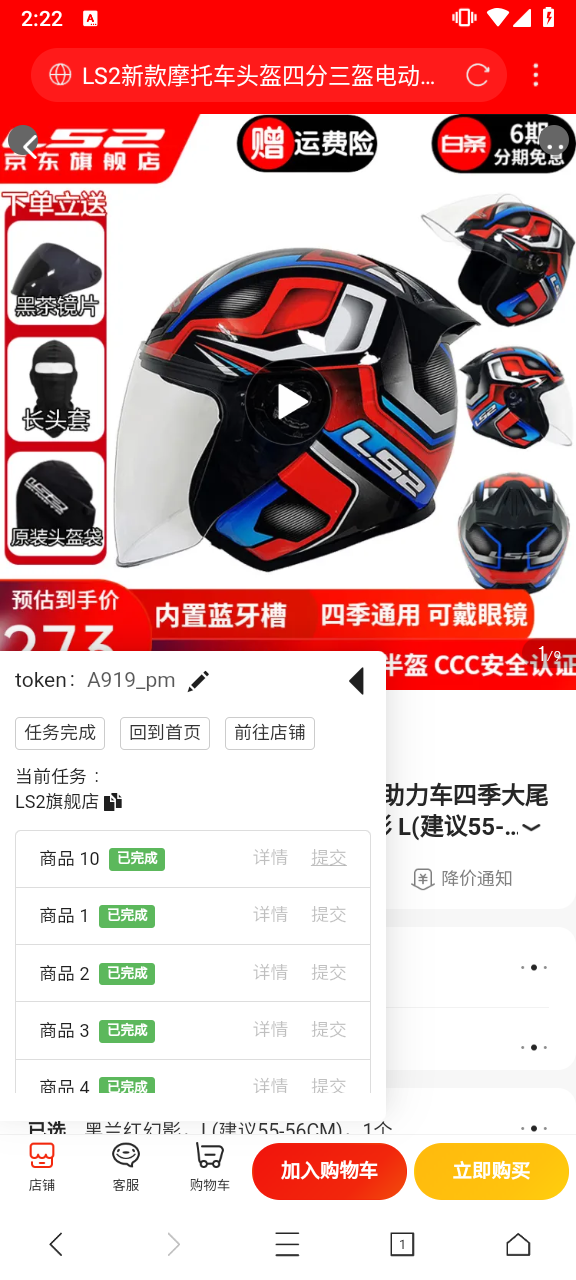 2:22
A
LS2新款摩托车头盔四分三盔电动...
LS2
京东旗舰店
赠 运费险
白条 6期
分期免息
下单立送
黑茶镜片
长头套
原装头盔袋
LS2
LS2
LS2
预估到手价
273
内置蓝牙槽 四季通用 可戴眼镜
半盔 CCC安全认证
1/9
token： A919_pm
任务完成 回到首页 前往店铺
当前任务：
LS2旗舰店
助力车四季大尾
影 L(建议55-...
降价通知
商品 10 已完成 详情 提交
商品 1 已完成 详情 提交
商品 2 已完成 详情 提交
商品 3 已完成 详情 提交
商品 4 已完成 详情 提交
已选 黑兰红幻影，L(建议55-56CM)，1个
店铺 客服 购物车 加入购物车 立即购买
1